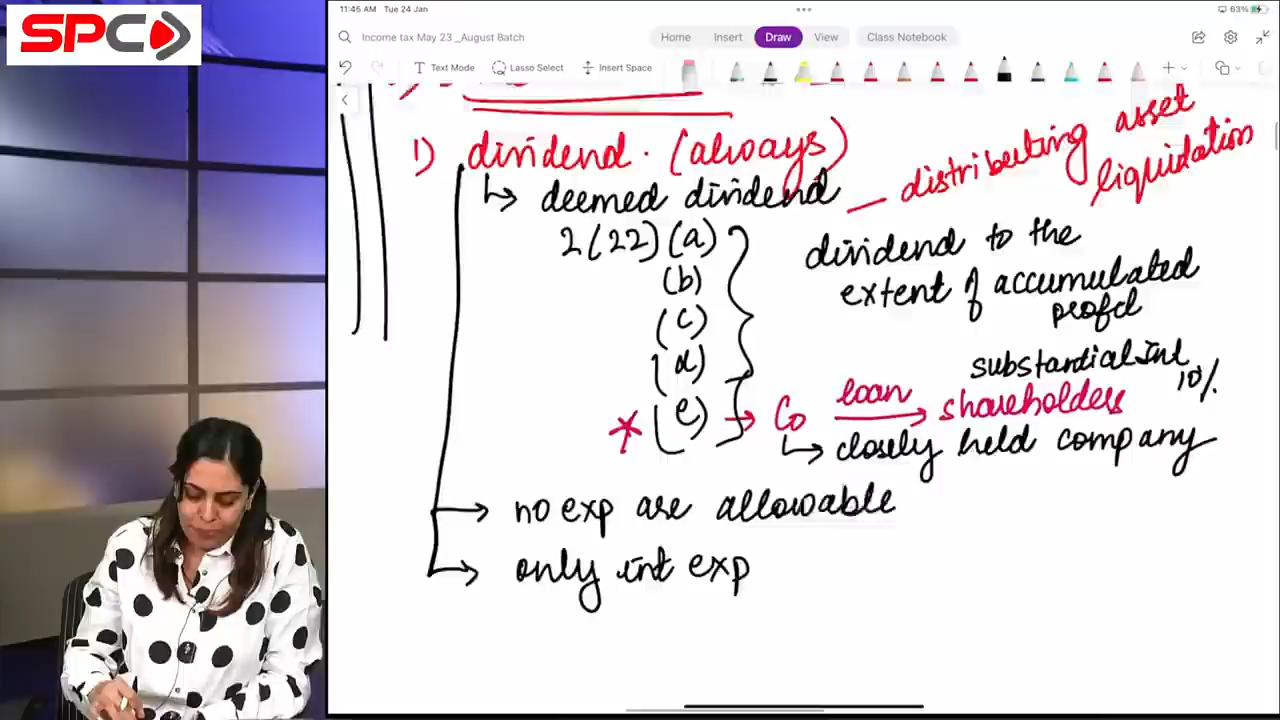 SPC
11:45 AM Tue 24 Jan
63%
Income tax May 23 _August Batch
Home Insert Draw View Class Notebook
Text Mode Lasso Select Insert Space
1) dividend. (always)
distributing asset
liquidation
↳ deemed dividend
2(22)(a)
(b)
(c)
(d)
* (e)
dividend to the
extent of accumulated
profit
substantial int
10%
→ Co loan → shareholders
↳ closely held company
→ no exp are allowable
→ only int exp